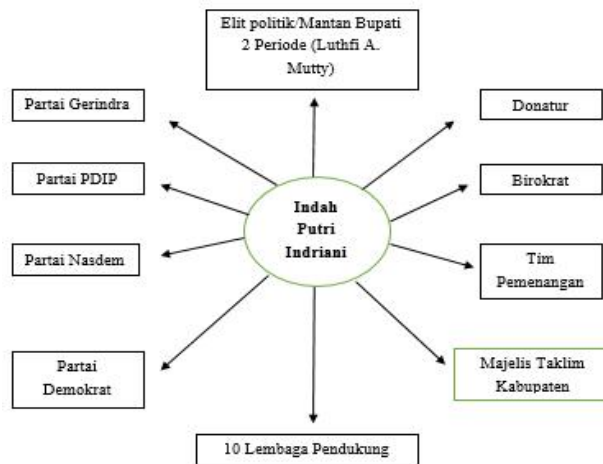 Elit politik/Mantan Bupati
2 Periode (Luthfi A.
Mutty)
Partai Gerindra
Donatur
Partai PDIP
Birokrat
Indah
Putri
Indriani
Partai Nasdem
Tim
Pemenangan
Partai
Demokrat
Majelis Taklim
Kabupaten
10 Lembaga Pendukung